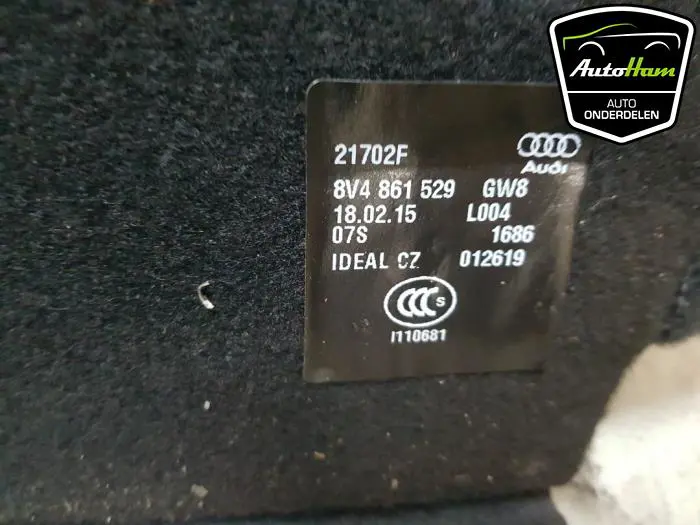 AutoHam
AUTO
ONDERDELEN
21702F
Audi
8V4 861 529 GW8
18.02.15 L004
07S 1686
IDEAL CZ 012619
CCC S
I110681